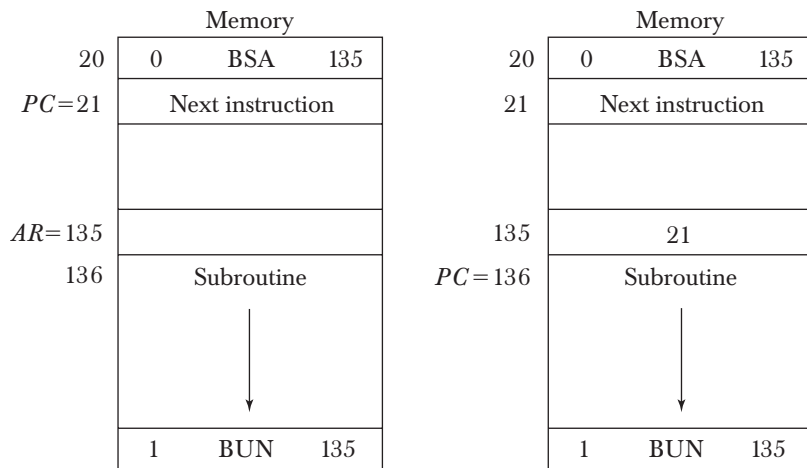 Memory
20 0 BSA 135
PC=21 Next instruction
AR=135
136 Subroutine
1 BUN 135
Memory
20 0 BSA 135
21 Next instruction
135 21
PC=136 Subroutine
1 BUN 135